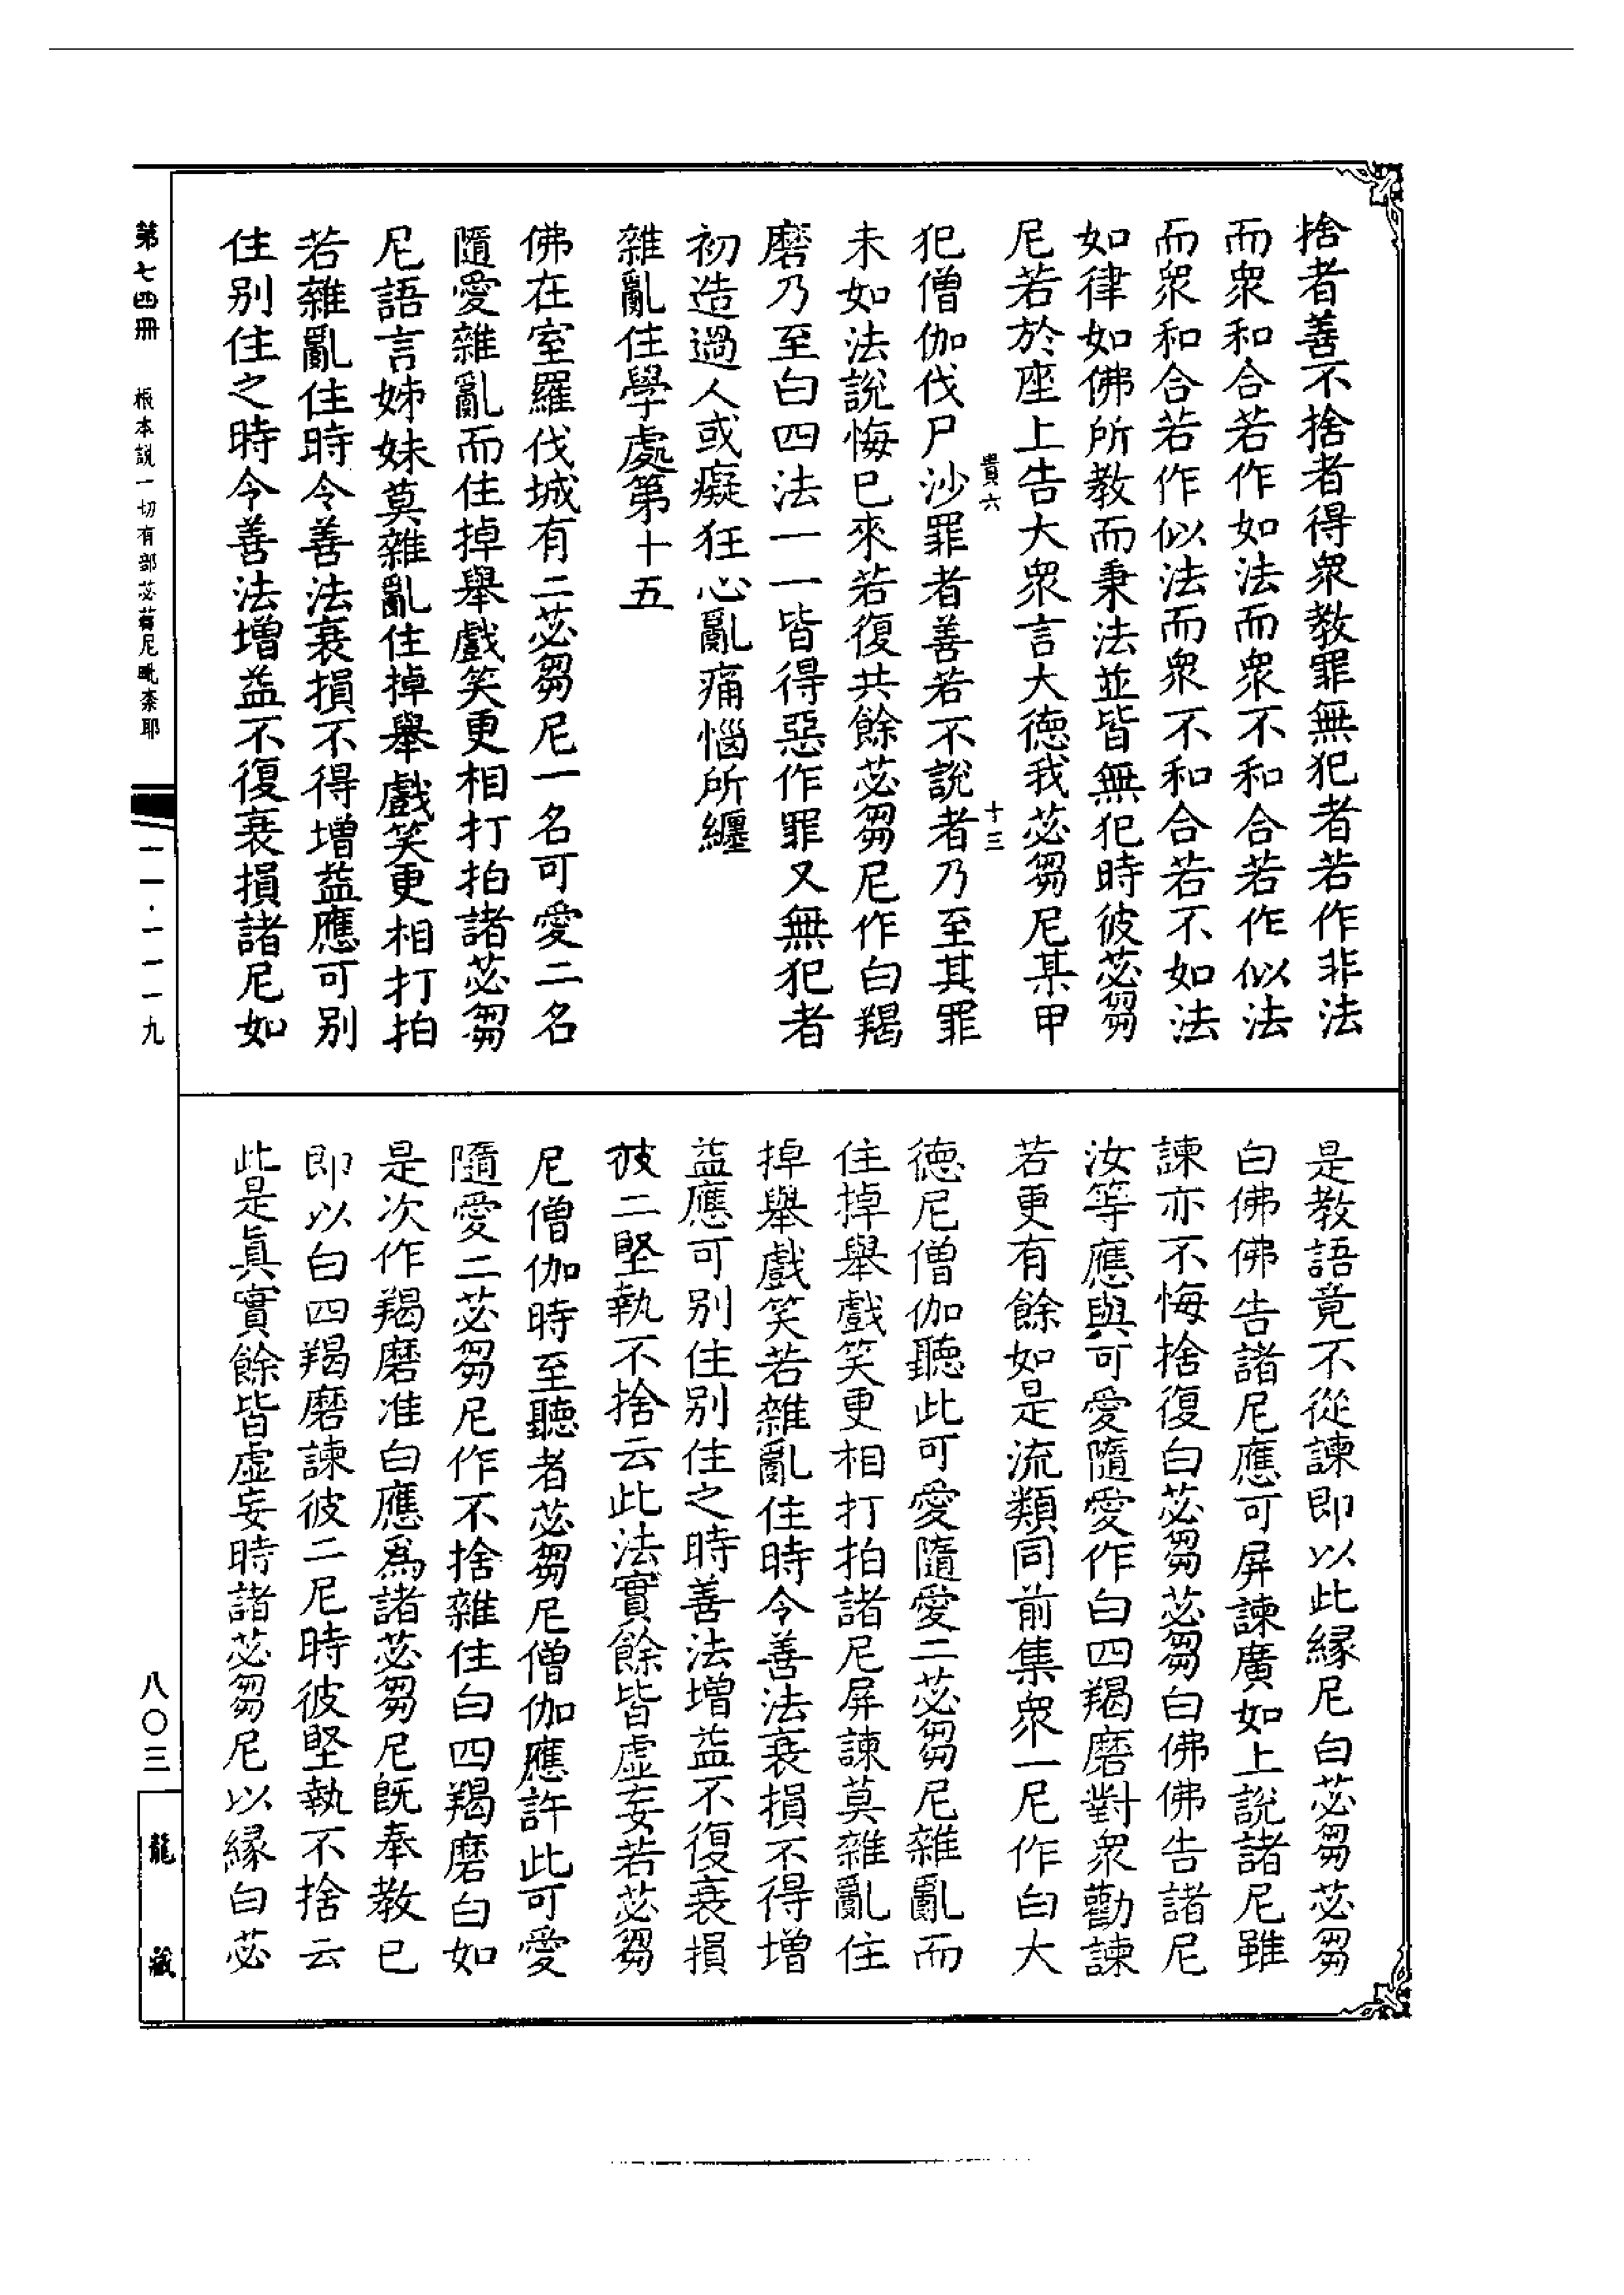 捨者善不捨者得衆教罪無犯者若作非法
而衆和合若作如法而衆不和合若作似法
而衆和合若作似法而衆不和合若不如法
如律如佛所教而秉法並皆無犯時彼苾芻
尼若於座上告大衆言大德我苾芻尼某甲
貴六
十三
犯僧伽伐尸沙罪者善若不說者乃至其罪
未如法說悔已來若復共餘苾芻尼作白羯
磨乃至白四法一一皆得惡作罪又無犯者
初造過人或癡狂心亂痛惱所纏
雜亂住學處第十五
佛在室羅伐城有二苾芻尼一名可愛二名
隨愛雜亂而住掉舉戲笑更相打拍諸苾芻
尼語言姊妹莫雜亂住掉舉戲笑更相打拍
若雜亂住時令善法衰損不得增益應可別
住別住之時令善法增益不復衰損諸尼如
是教語竟不從諫即以此縁尼白苾芻苾芻
白佛佛告諸尼應可屏諫廣如上說諸尼雖
諫亦不悔捨復白苾芻苾芻白佛佛告諸尼
汝等應與可愛隨愛作白四羯磨對衆勸諫
若更有餘如是流類同前集衆一尼作白大
德尼僧伽聽此可愛隨愛二苾芻尼雜亂而
住掉舉戲笑更相打拍諸尼屏諫莫雜亂住
掉舉戲笑若雜亂住時令善法衰損不得增
益應可別住別住之時善法增益不復衰損
彼二堅執不捨云此法實餘皆虛妄若苾芻
尼僧伽時至聽者苾芻尼僧伽應許此可愛
隨愛二苾芻尼作不捨雜住白四羯磨白如
是次作羯磨准白應爲諸苾芻尼旣奉教已
即以白四羯磨諫彼二尼時彼堅執不捨云
此是眞實餘皆虛妄時諸苾芻尼以縁白苾
第七四冊
根本說一切有部苾蒭尼毗柰耶
一一·一一一九
八〇三
龍藏